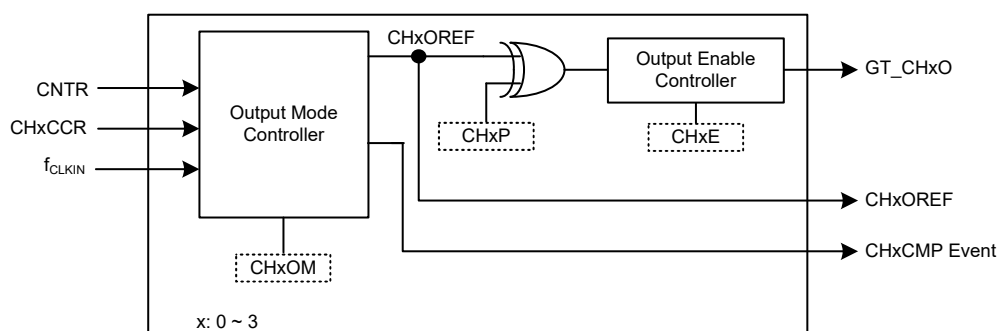 CHxOREF
CNTR
CHxCCR
fCLKIN
Output Mode
Controller
CHxOM
CHxP
Output Enable
Controller
CHxE
GT_CHxO
CHxOREF
CHxCMP Event
x: 0 ~ 3